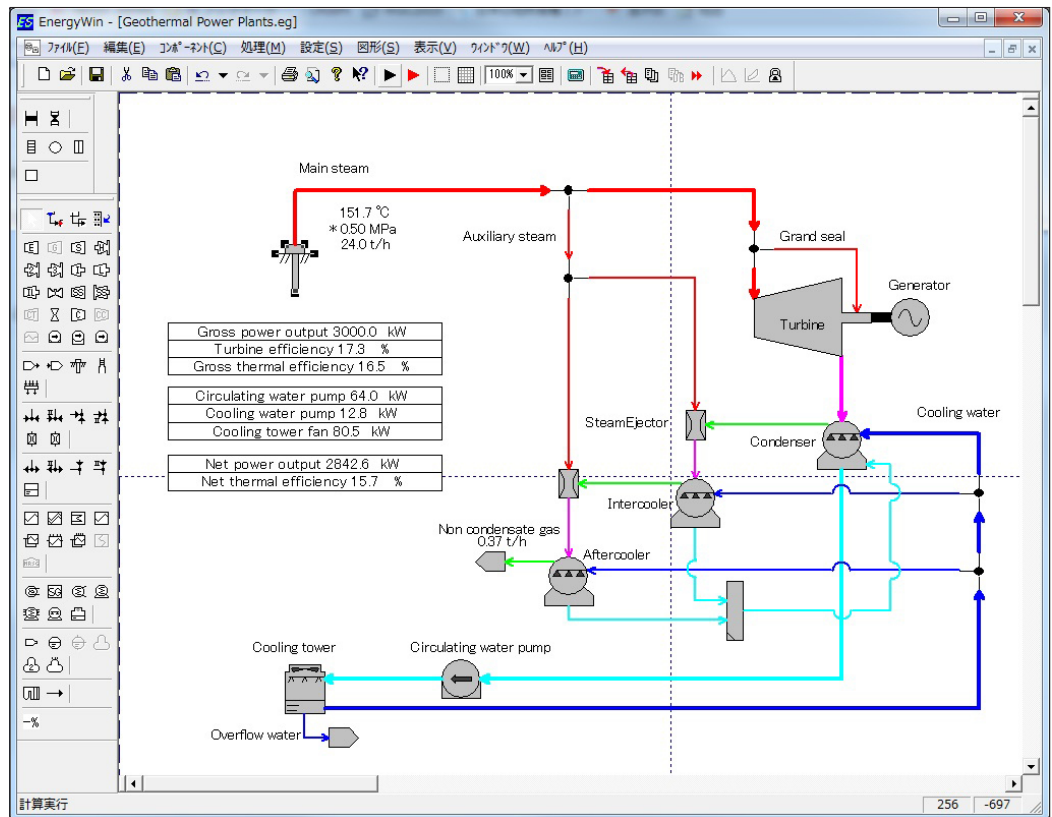 EnergyWin - [Geothermal Power Plants.eg]
ファイル(F) 編集(E) コンポーネント(C) 処理(M) 設定(S) 図形(S) 表示(V) ウィンドウ(W) ヘルプ(H)
100%
Main steam
151.7 ℃
* 0.50 MPa
24.0 t/h
Auxiliary steam
Grand seal
Generator
Turbine
Gross power output 3000.0 kW
Turbine efficiency 17.3 %
Gross thermal efficiency 16.5 %
Circulating water pump 64.0 kW
Cooling water pump 12.8 kW
Cooling tower fan 80.5 kW
Net power output 2842.6 kW
Net thermal efficiency 15.7 %
SteamEjector
Condenser
Cooling water
Intercooler
Non condensate gas
0.37 t/h
Aftercooler
Cooling tower
Circulating water pump
Overflow water
計算実行
256
-697